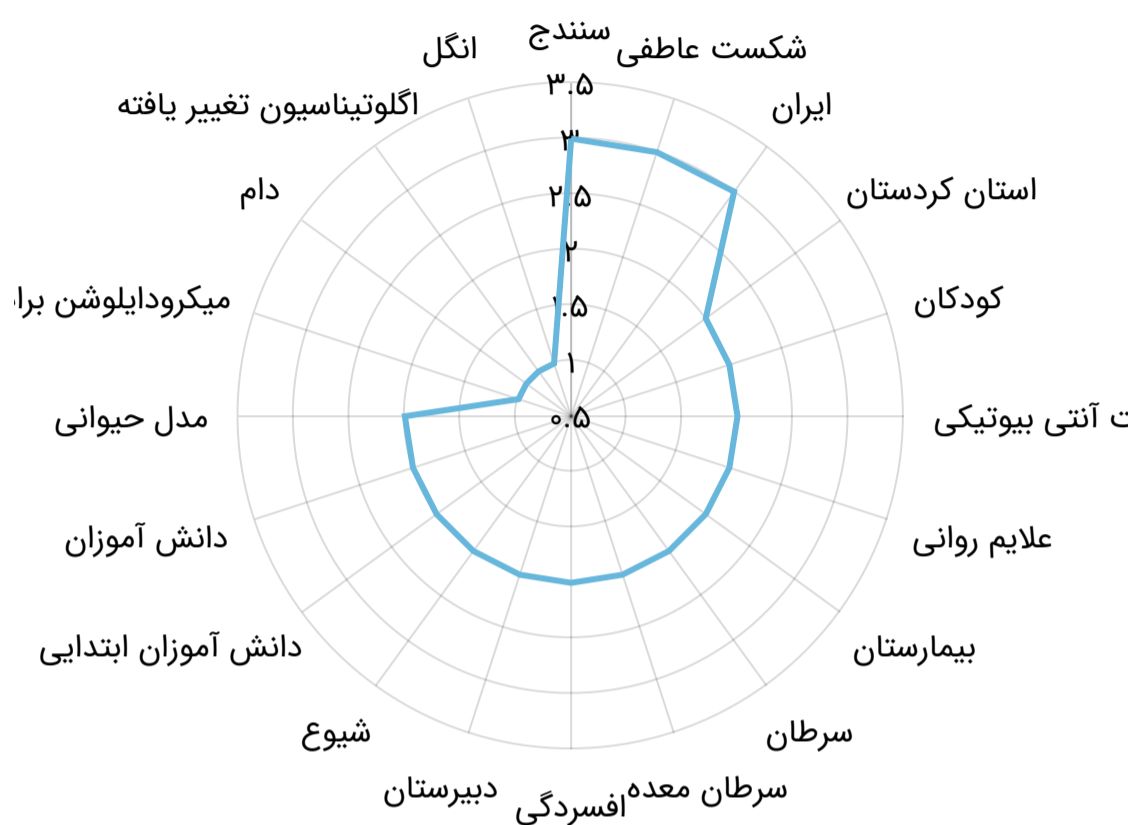 سنندج
شکست عاطفی
ایران
استان کردستان
کودکان
آنتی بیوتیکی
علایم روانی
بیمارستان
سرطان
سرطان معده
افسردگی
دبیرستان
شیوع
دانش آموزان ابتدایی
دانش آموزان
مدل حیوانی
میکرودایلوشن
دام
اگلوتیناسیون تغییر یافته
انگل
۳.۵
۳
۲.۵
۲
۱.۵
۱
۰.۵